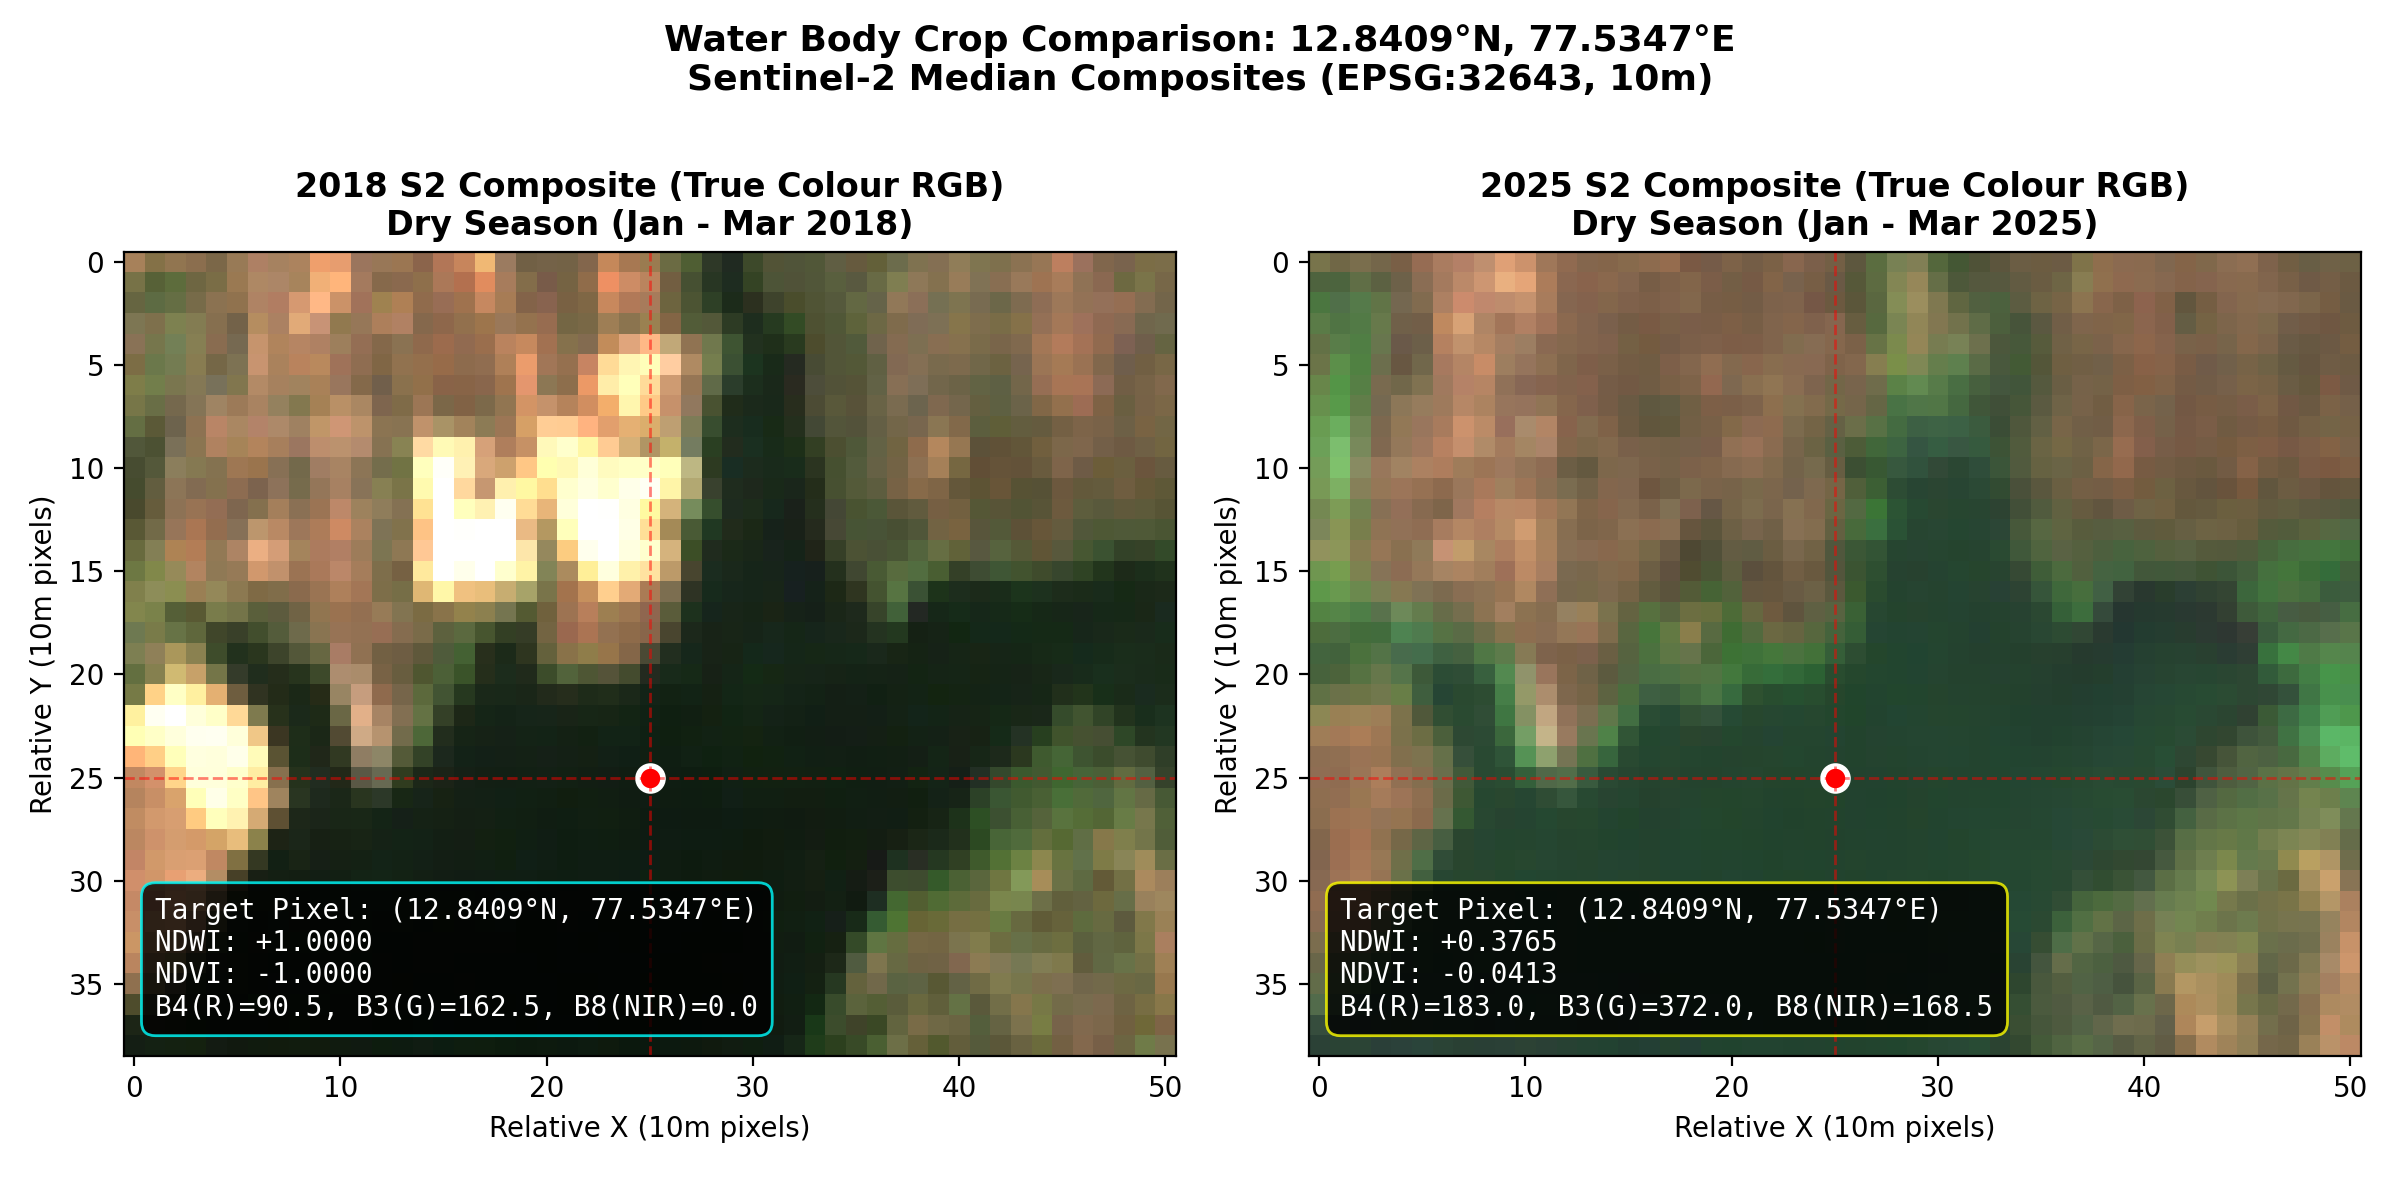 Water Body Crop Comparison: 12.8409°N, 77.5347°E
Sentinel-2 Median Composites (EPSG:32643, 10m)
2018 S2 Composite (True Colour RGB)
Dry Season (Jan - Mar 2018)
0
5
10
15
20
25
30
35
Relative Y (10m pixels)
Target Pixel: (12.8409°N, 77.5347°E)
NDWI: +1.0000
NDVI: -1.0000
B4(R)=90.5, B3(G)=162.5, B8(NIR)=0.0
0
10
20
30
40
50
Relative X (10m pixels)
2025 S2 Composite (True Colour RGB)
Dry Season (Jan - Mar 2025)
0
5
10
15
20
25
30
35
Relative Y (10m pixels)
Target Pixel: (12.8409°N, 77.5347°E)
NDWI: +0.3765
NDVI: -0.0413
B4(R)=183.0, B3(G)=372.0, B8(NIR)=168.5
0
10
20
30
40
50
Relative X (10m pixels)